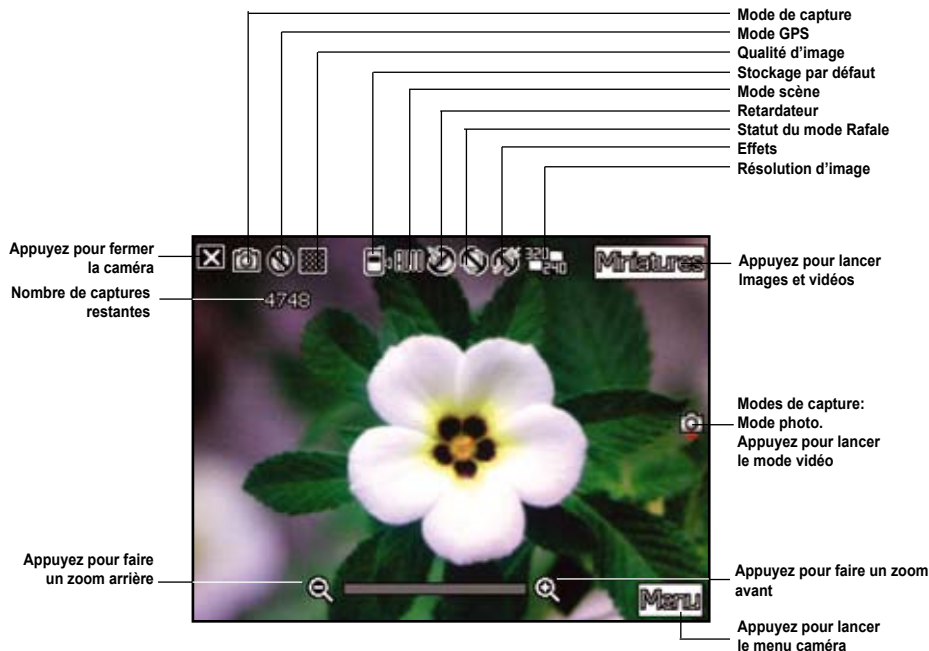 Mode de capture
Mode GPS
Qualité d'image
Stockage par défaut
Mode scène
Retardateur
Statut du mode Rafale
Effets
Résolution d'image
Appuyez pour fermer
la caméra
Nombre de captures
restantes
320
240
Miniatures
4748
Appuyez pour lancer
Images et vidéos
Modes de capture:
Mode photo.
Appuyez pour lancer
le mode vidéo
Appuyez pour faire
un zoom arrière
Appuyez pour faire un zoom
avant
Menu
Appuyez pour lancer
le menu caméra